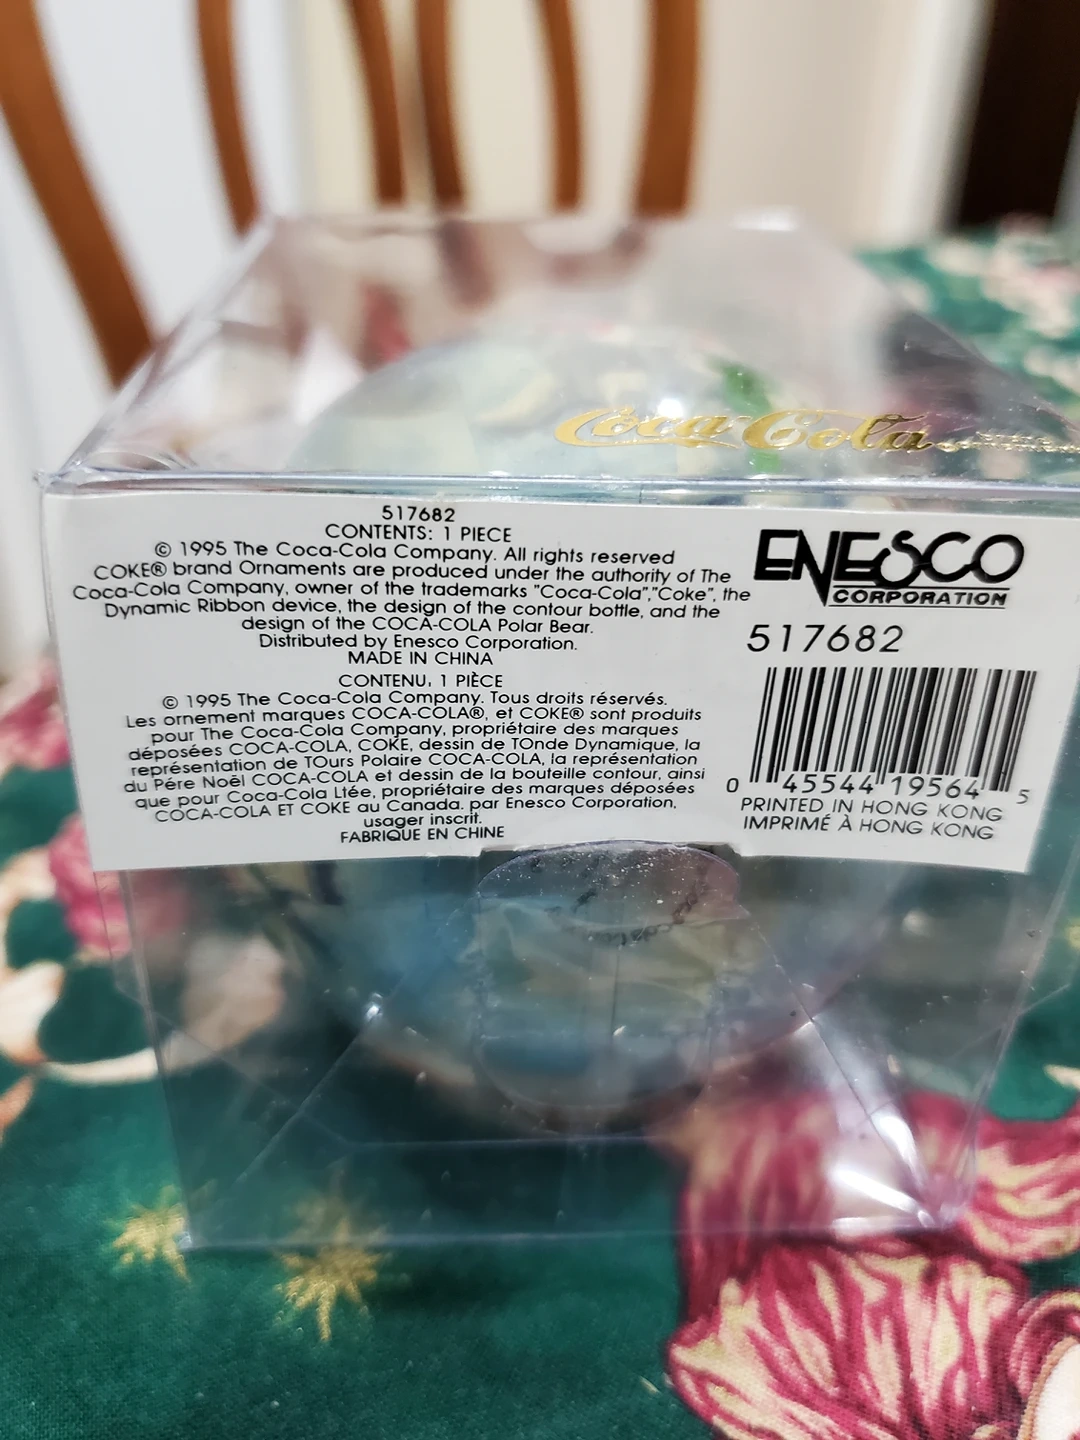 Coca-Cola
517682
CONTENTS: 1 PIECE
© 1995 The Coca-Cola Company. All rights reserved
COKE® brand Ornaments are produced under the authority of The
Coca-Cola Company, owner of the trademarks "Coca-Cola","Coke", the
Dynamic Ribbon device, the design of the contour bottle, and the
design of the COCA-COLA Polar Bear.
Distributed by Enesco Corporation.
MADE IN CHINA
CONTENU. 1 PIÈCE
© 1995 The Coca-Cola Company. Tous droits réservés.
Les ornement marques COCA-COLA®, et COKE® sont produits
pour The Coca-Cola Company, propriétaire des marques
déposées COCA-COLA, COKE, dessin de TOnde Dynamique, la
représentation de TOurs Polaire COCA-COLA, la représentation
du Pére Noël COCA-COLA et dessin de la bouteille contour, ainsi
que pour Coca-Cola Ltée, propriétaire des marques déposées
COCA-COLA ET COKE au Canada. par Enesco Corporation,
usager inscrit.
FABRIQUE EN CHINE
ENESCO
CORPORATION
517682
0 45544 19564 5
PRINTED IN HONG KONG
IMPRIMÉ À HONG KONG